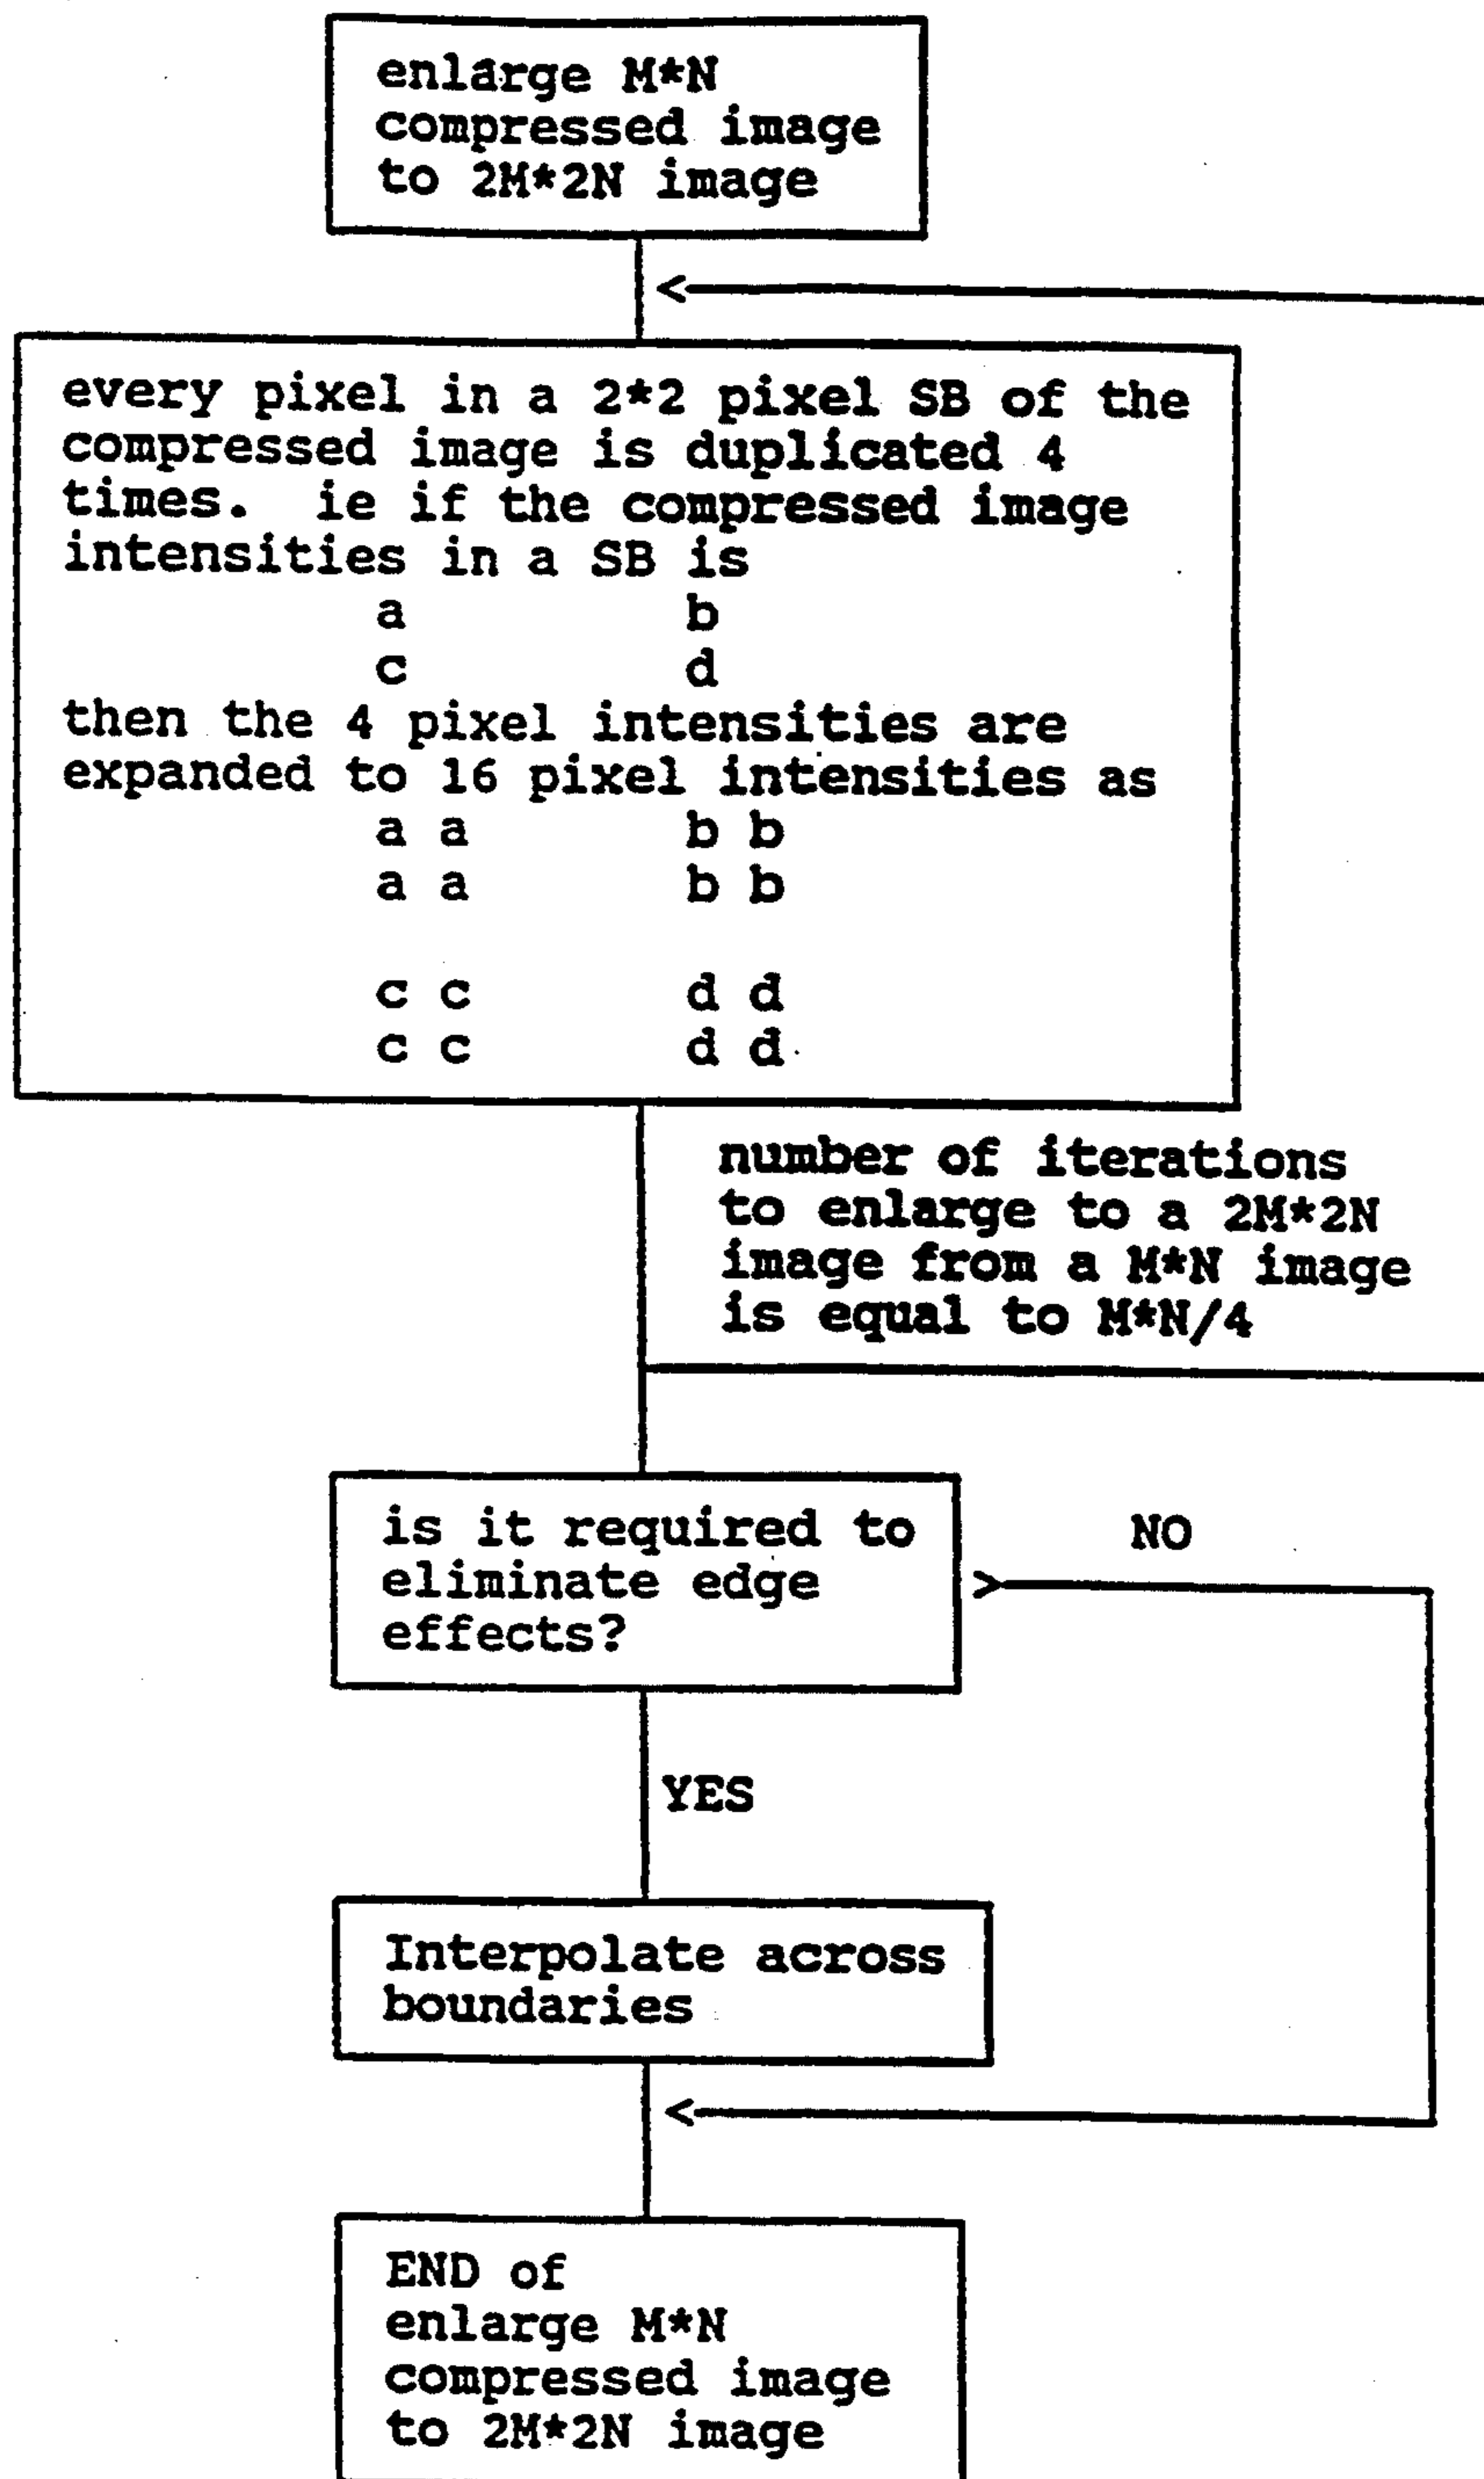 enlarge M*N
compressed image
to 2M*2N image
every pixel in a 2*2 pixel SB of the
compressed image is duplicated 4
times. ie if the compressed image
intensities in a SB is
a b
c d
then the 4 pixel intensities are
expanded to 16 pixel intensities as
a a b b
a a b b
c c d d
c c d d
number of iterations
to enlarge to a 2M*2N
image from a M*N image
is equal to M*N/4
is it required to
eliminate edge
effects?
NO
YES
Interpolate across
boundaries
END of
enlarge M*N
compressed image
to 2M*2N image